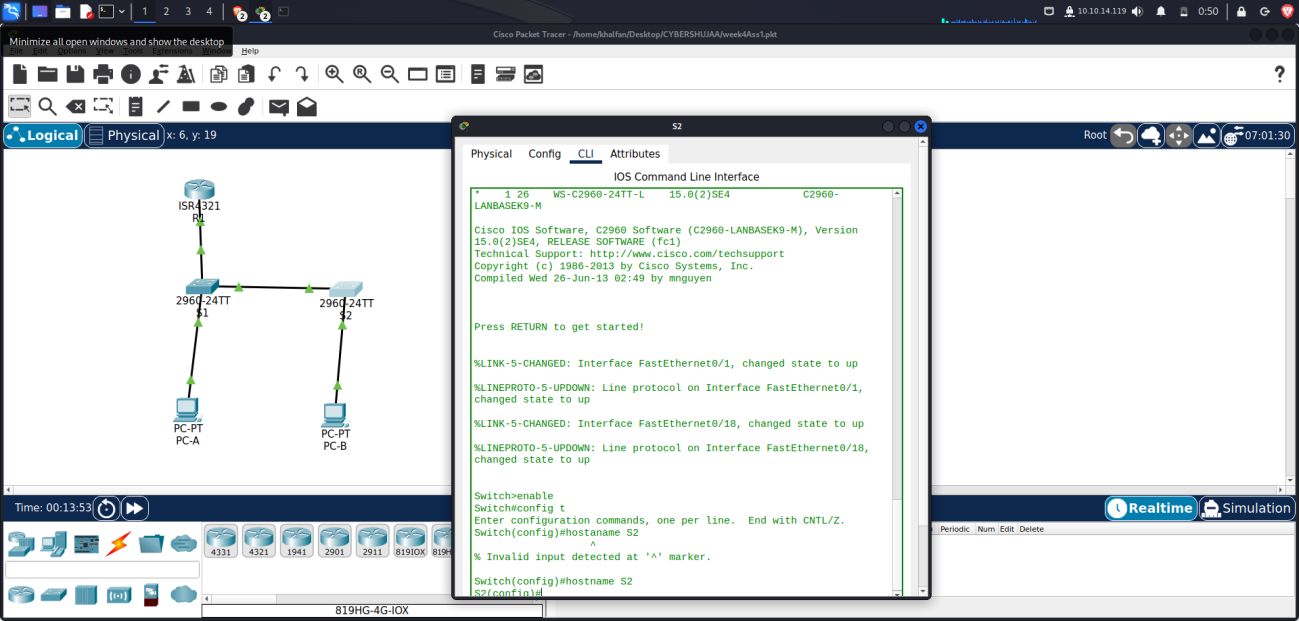 1 2 3 4 2 2 10.10.14.119 0:50
Cisco Packet Tracer - /home/khalfan/Desktop/CYBERSHUJAA/week4Ass1.pkt
Minimize all open windows and show the desktop
File Edit Options View Tools Extensions Window Help
?
Logical Physical x: 6, y: 19
Root 07:01:30
S2
Physical Config CLI Attributes
IOS Command Line Interface
* 1 26 WS-C2960-24TT-L 15.0(2)SE4 C2960-
LANBASEK9-M
Cisco IOS Software, C2960 Software (C2960-LANBASEK9-M), Version
15.0(2)SE4, RELEASE SOFTWARE (fc1)
Technical Support: http://www.cisco.com/techsupport
Copyright (c) 1986-2013 by Cisco Systems, Inc.
Compiled Wed 26-Jun-13 02:49 by mnguyen
Press RETURN to get started!
%LINK-5-CHANGED: Interface FastEthernet0/1, changed state to up
%LINEPROTO-5-UPDOWN: Line protocol on Interface FastEthernet0/1,
changed state to up
%LINK-5-CHANGED: Interface FastEthernet0/18, changed state to up
%LINEPROTO-5-UPDOWN: Line protocol on Interface FastEthernet0/18,
changed state to up
Switch>enable
Switch#config t
Enter configuration commands, one per line. End with CNTL/Z.
Switch(config)#hostaname S2
^
% Invalid input detected at '^' marker.
Switch(config)#hostname S2
S2(config)#
ISR4321
R1
2960-24TT
S1
2960-24TT
S2
PC-PT
PC-A
PC-PT
PC-B
Time: 00:13:53
Realtime Simulation
4331 4321 1941 2901 2911 819IOX 819H
Periodic Num Edit Delete
819HG-4G-IOX